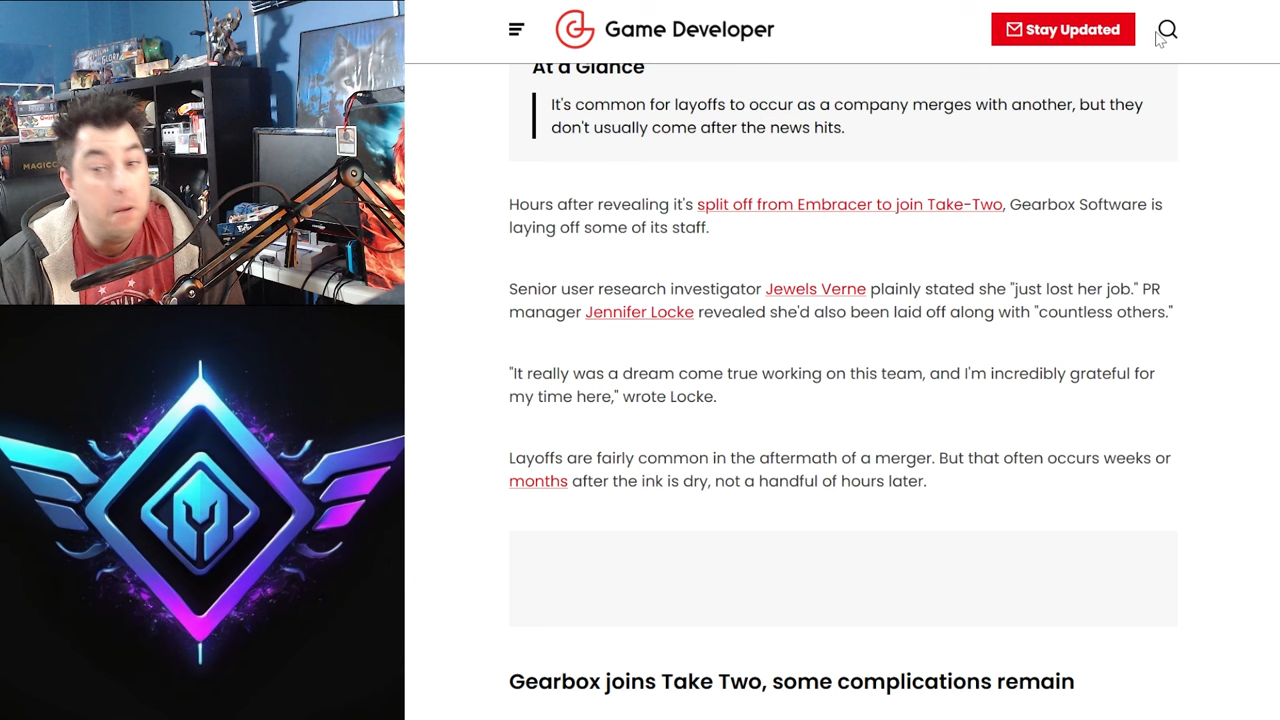 Game Developer
Stay Updated
At a Glance
It's common for layoffs to occur as a company merges with another, but they
don't usually come after the news hits.
Hours after revealing it's split off from Embracer to join Take-Two, Gearbox Software is
laying off some of its staff.
Senior user research investigator Jewels Verne plainly stated she "just lost her job." PR
manager Jennifer Locke revealed she'd also been laid off along with "countless others."
"It really was a dream come true working on this team, and I'm incredibly grateful for
my time here," wrote Locke.
Layoffs are fairly common in the aftermath of a merger. But that often occurs weeks or
months after the ink is dry, not a handful of hours later.
Gearbox joins Take Two, some complications remain
GLORY